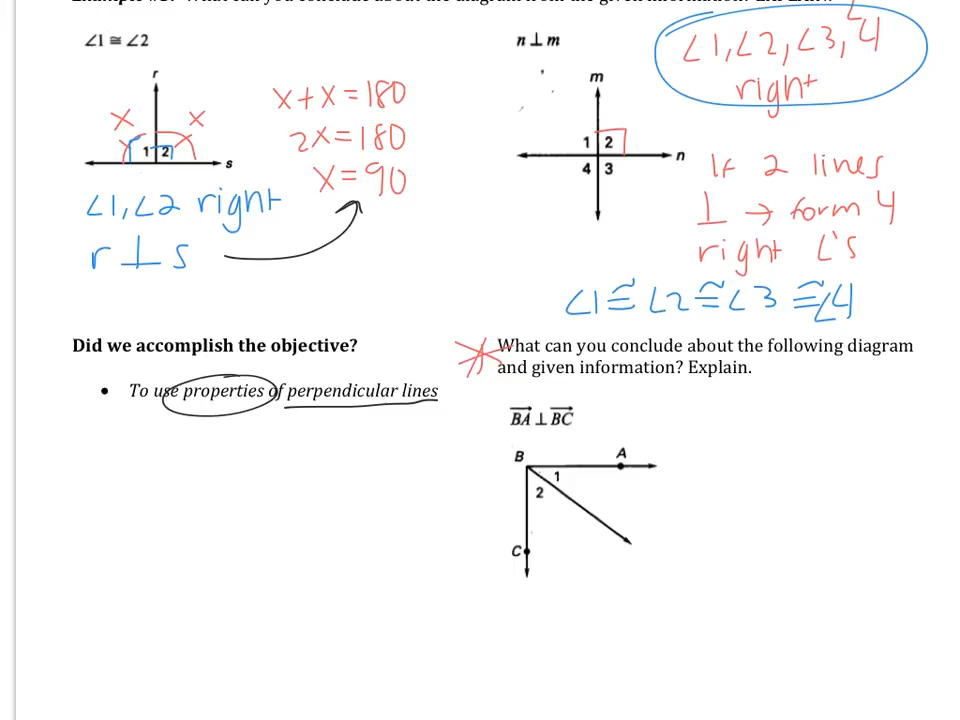 ∠1 ≅ ∠2
r
x x
x + x = 180
2x = 180
x = 90
1 2
s
∠1, ∠2 right
r ⊥ s
n ⊥ m
∠1, ∠2, ∠3, ∠4
right
m
1 2
n
4 3
If 2 lines
⊥ → form 4
right ∠'s
∠1 ≅ ∠2 ≅ ∠3 ≅ ∠4
Did we accomplish the objective?
• To use properties of perpendicular lines
What can you conclude about the following diagram
and given information? Explain.
BA ⊥ BC
B A
1
2
C